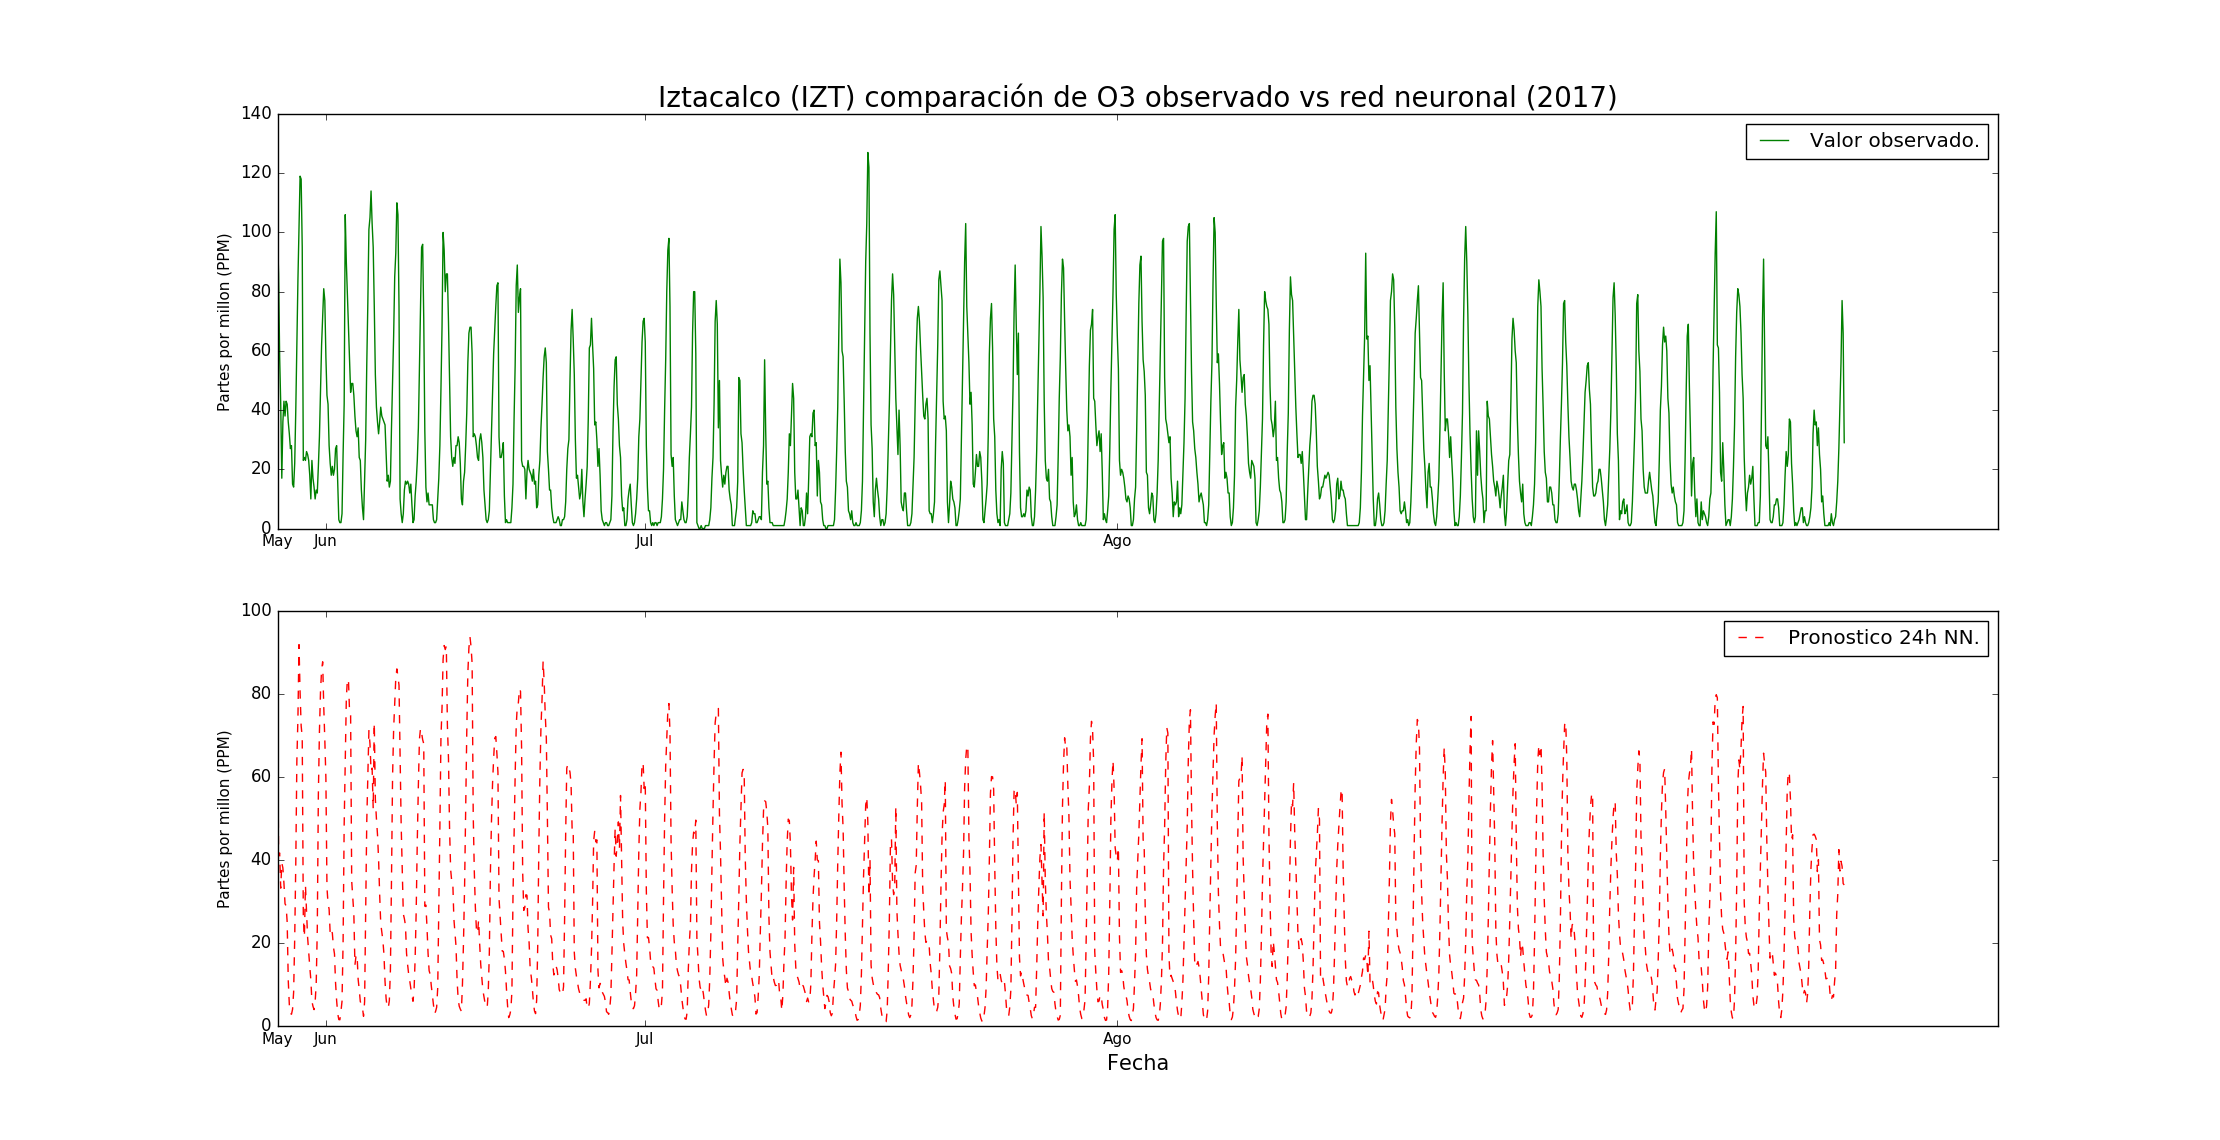 Iztacalco (IZT) comparación de O3 observado vs red neuronal (2017)
140
120
100
80
60
40
20
0
Partes por millon (PPM)
Valor observado.
May Jun Jul Ago
100
80
60
40
20
0
Partes por millon (PPM)
Pronostico 24h NN.
May Jun Jul Ago
Fecha